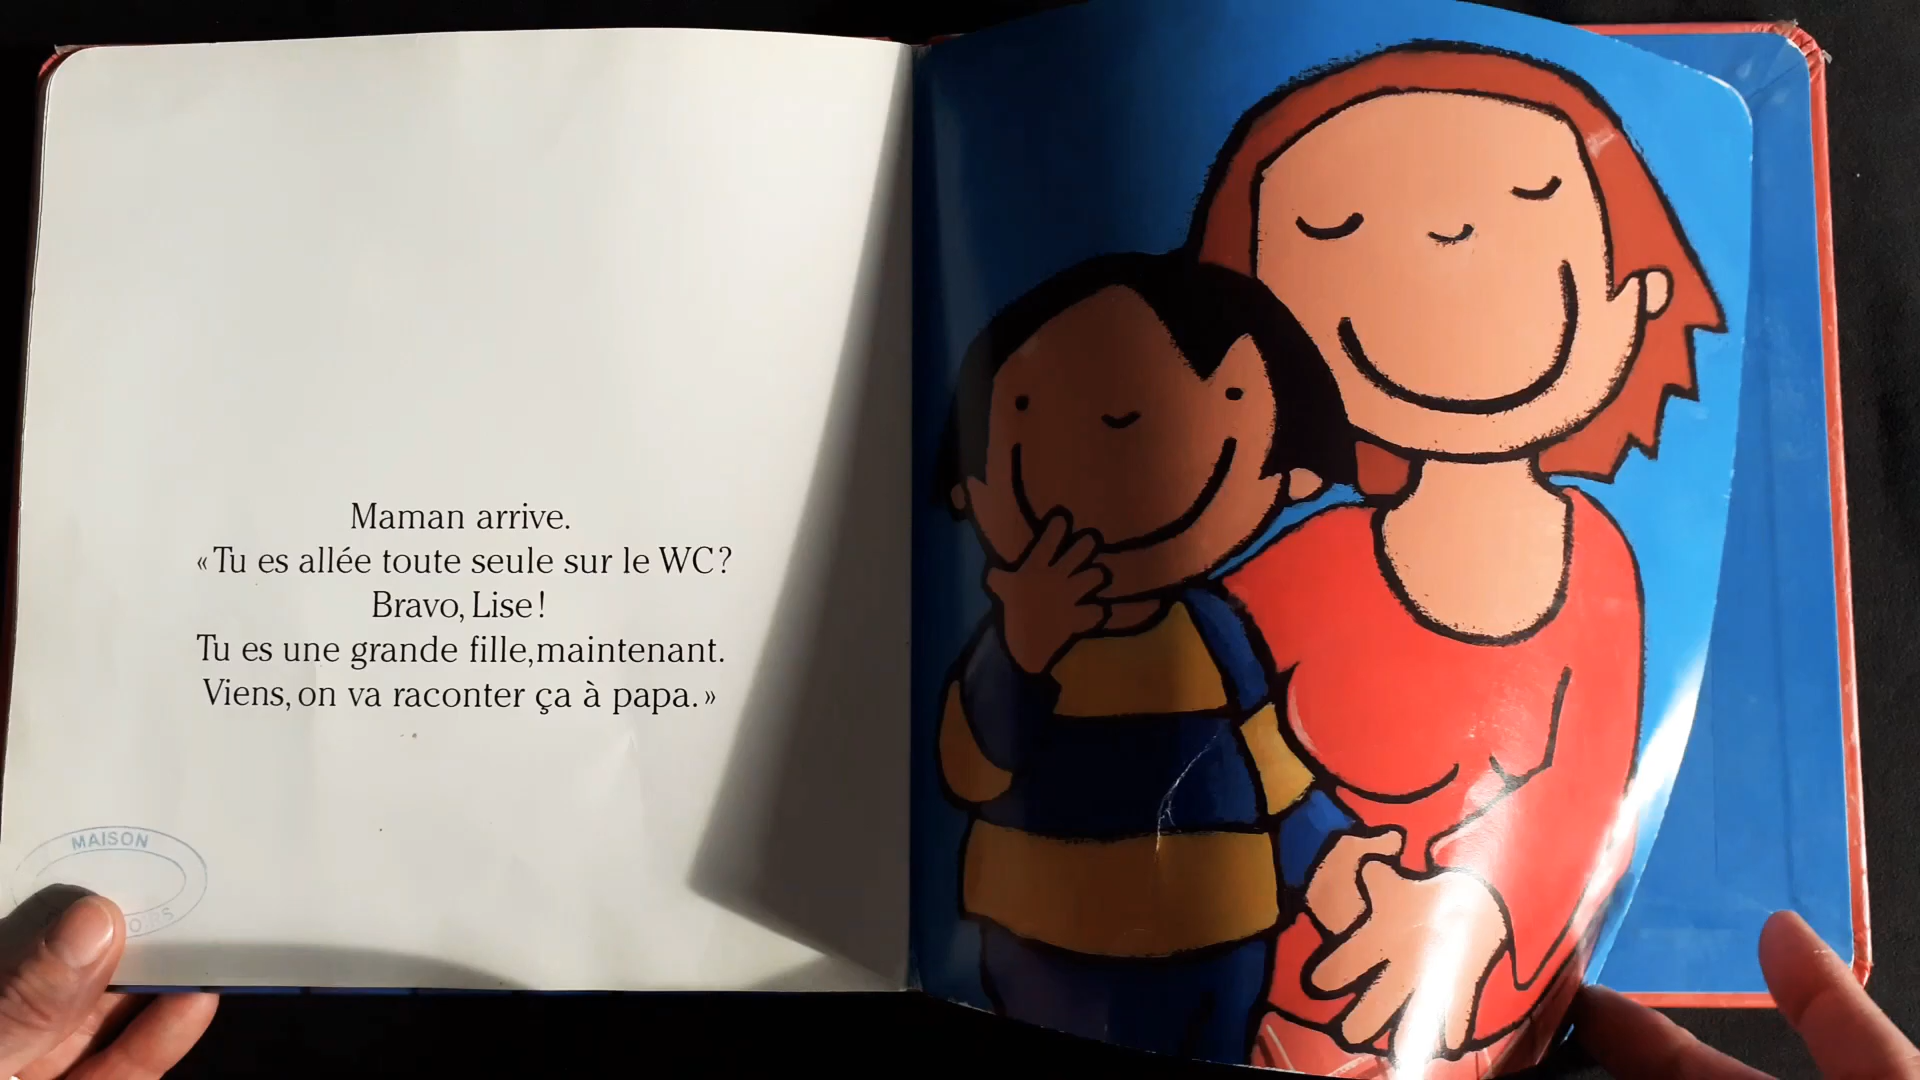 Maman arrive.
« Tu es allée toute seule sur le WC?
Bravo, Lise!
Tu es une grande fille,maintenant.
Viens, on va raconter ça à papa. »
MAISON